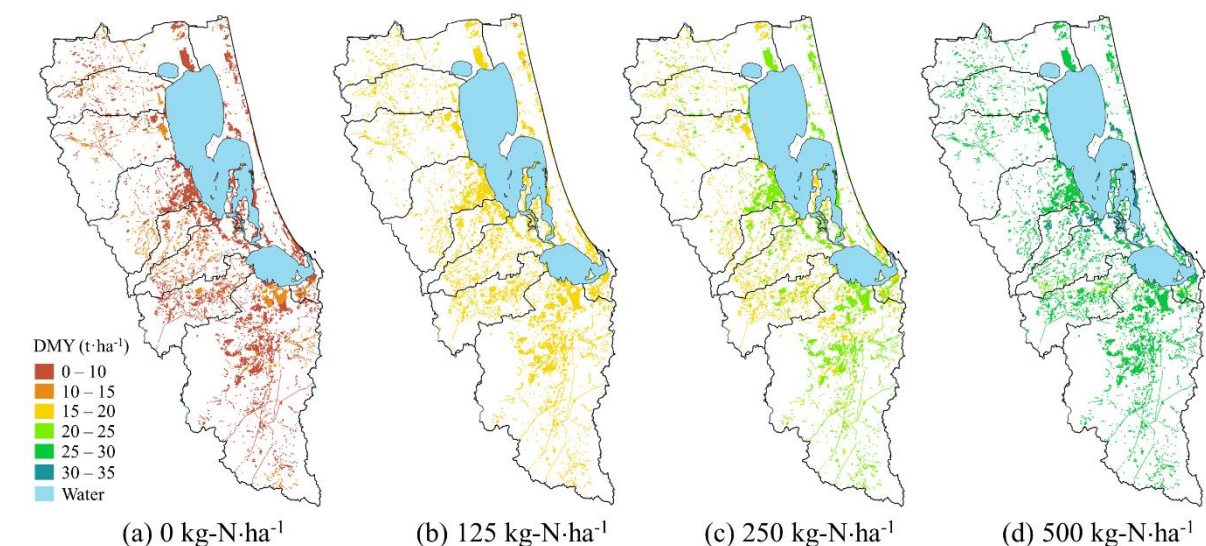 DMY (t·ha⁻¹)
0 – 10
10 – 15
15 – 20
20 – 25
25 – 30
30 – 35
Water
(a) 0 kg-N·ha⁻¹
(b) 125 kg-N·ha⁻¹
(c) 250 kg-N·ha⁻¹
(d) 500 kg-N·ha⁻¹